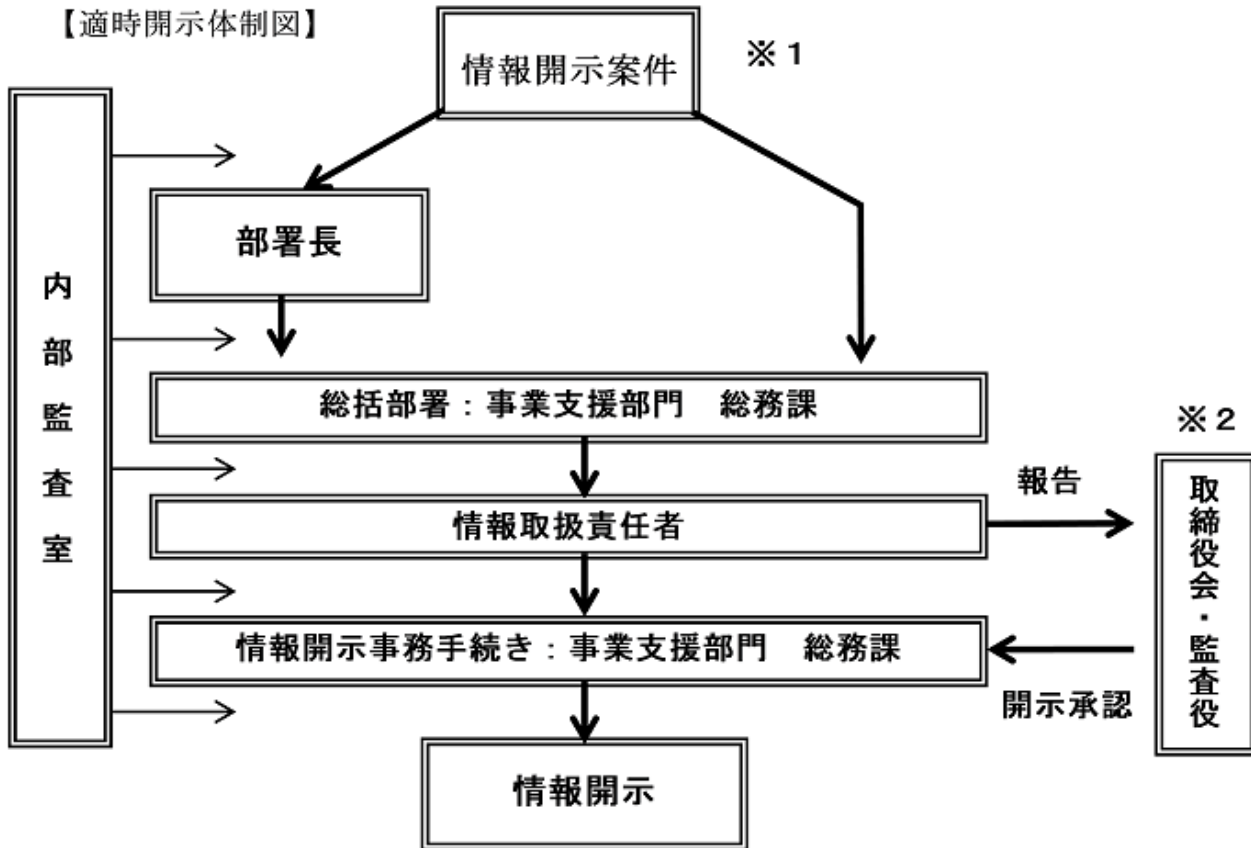 【適時開示体制図】
情報開示案件
※１
部署長
内部監査室
総括部署：事業支援部門　総務課
※２
情報取扱責任者
報告
取締役会・監査役
情報開示事務手続き：事業支援部門　総務課
開示承認
情報開示